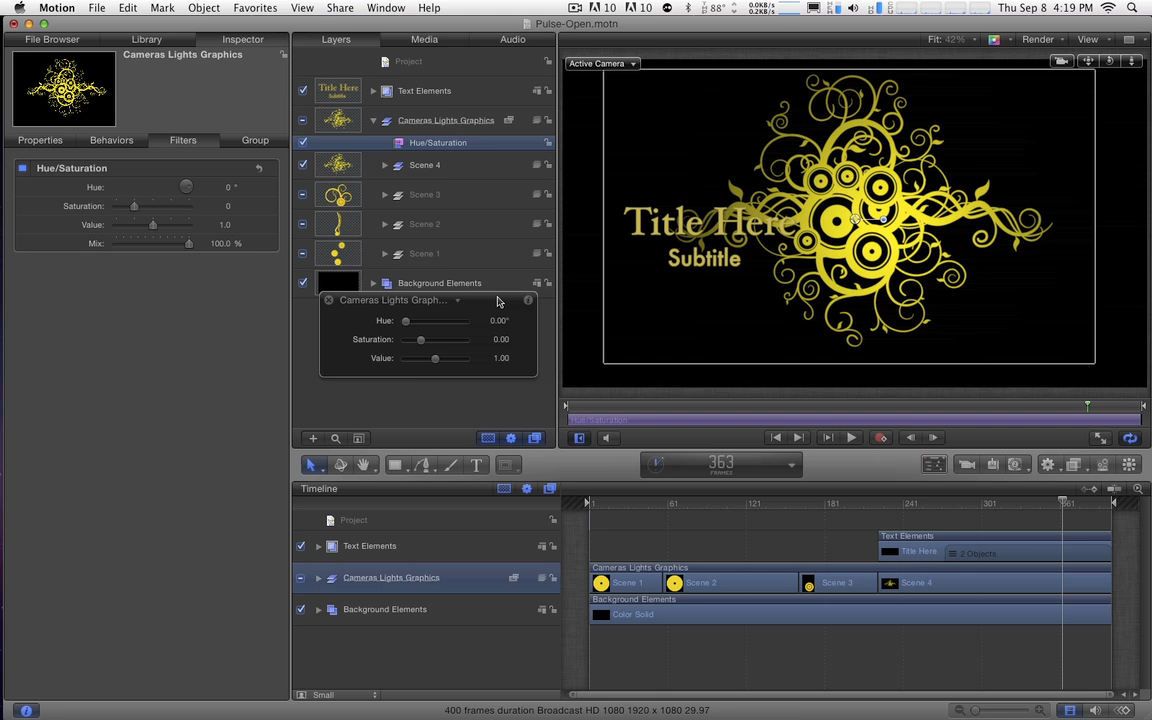 Motion File Edit Mark Object Favorites View Share Window Help
10 10 88° 0.0KB/s 0.2KB/s Thu Sep 8 4:19 PM
Pulse-Open.motn
File Browser Library Inspector
Layers Media Audio
Fit: 42% Render View
Cameras Lights Graphics
Properties Behaviors Filters Group
Hue/Saturation
Hue: 0 °
Saturation: 0
Value: 1.0
Mix: 100.0 %
Project
Title Here
Subtitle
Text Elements
Cameras Lights Graphics
Hue/Saturation
Scene 4
Scene 3
Scene 2
Scene 1
Background Elements
Cameras Lights Graph...
Hue: 0.00°
Saturation: 0.00
Value: 1.00
Active Camera
Title Here
Subtitle
Hue/Saturation
363
FRAMES
Timeline
1 61 121 181 241 301 361
Project
Text Elements
Cameras Lights Graphics
Background Elements
Text Elements
Title Here 2 Objects
Cameras Lights Graphics
Scene 1 Scene 2 Scene 3 Scene 4
Background Elements
Color Solid
Small
400 frames duration Broadcast HD 1080 1920 x 1080 29.97